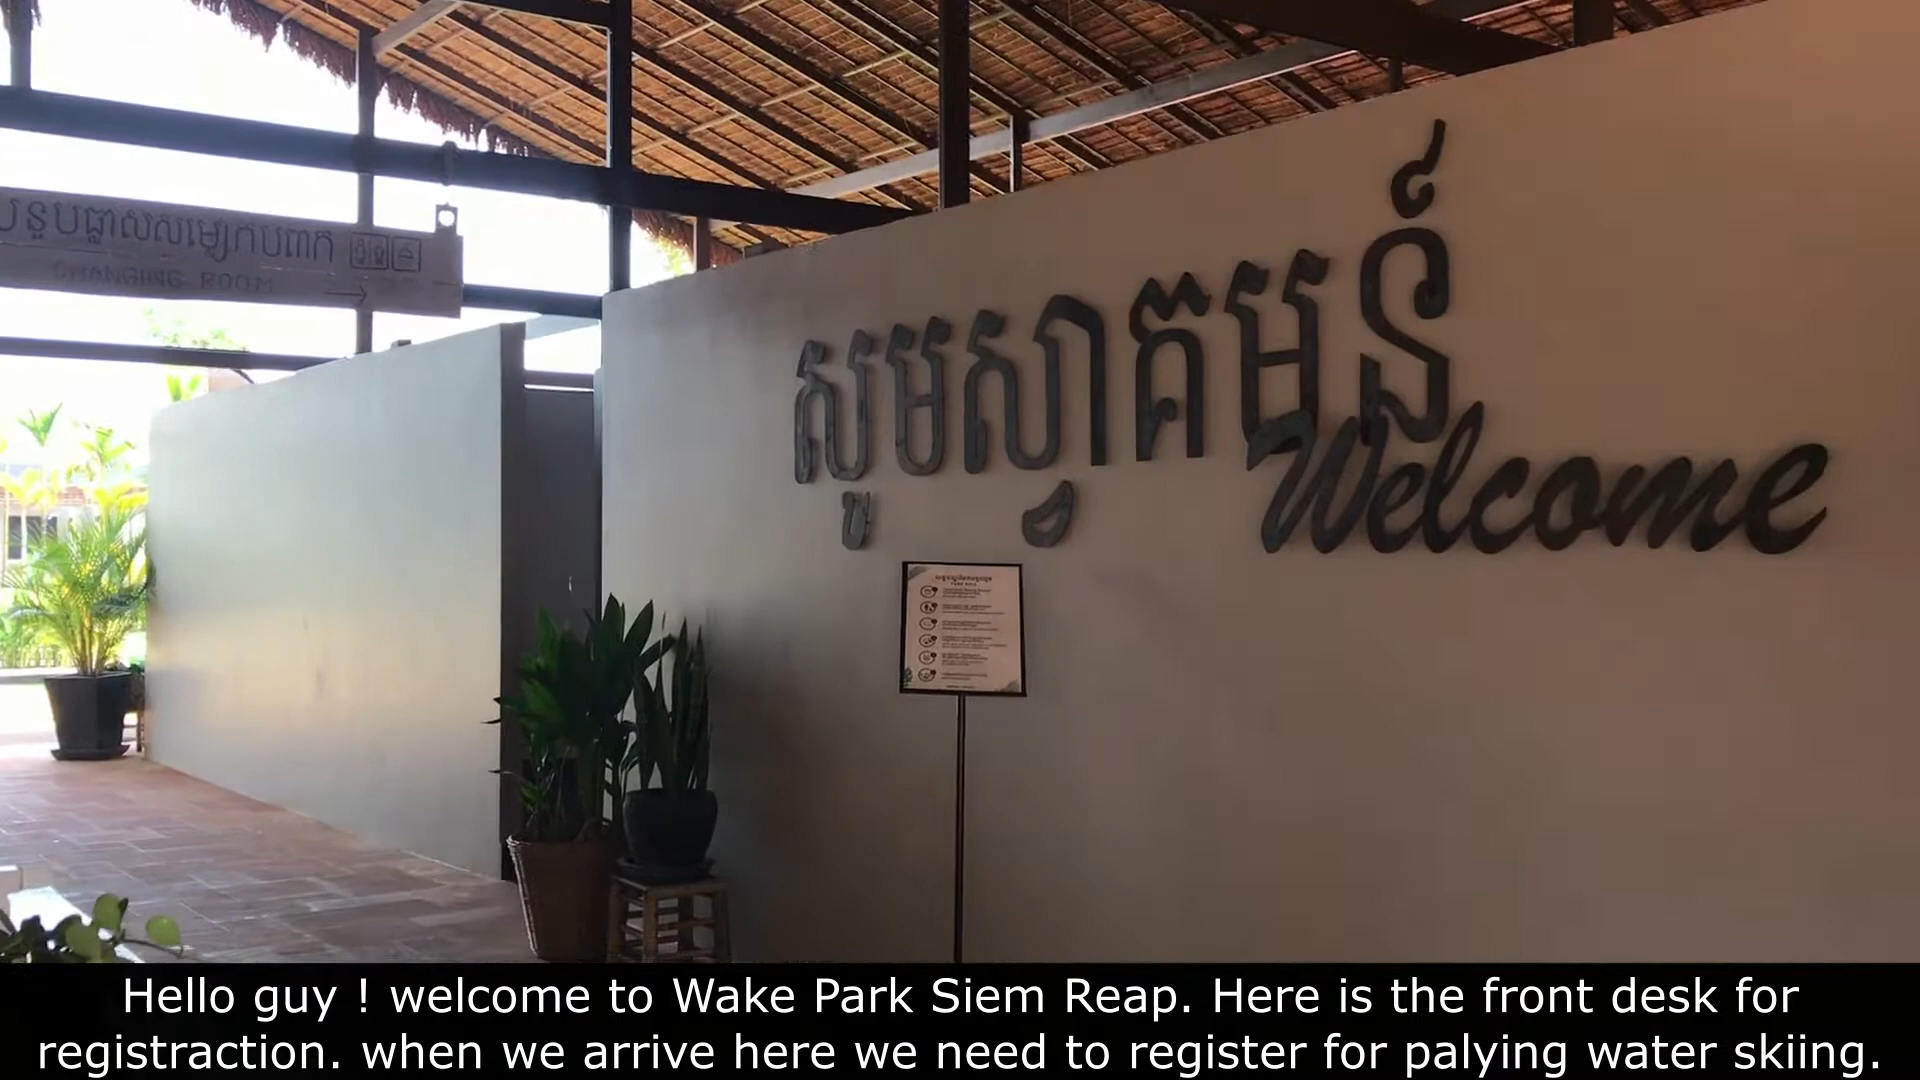 បន្ទប់ផ្លាស់សម្លៀកបំពាក់
CHANGING ROOM
សូមស្វាគមន៍
Welcome
Hello guy ! welcome to Wake Park Siem Reap. Here is the front desk for
registraction. when we arrive here we need to register for palying water skiing.